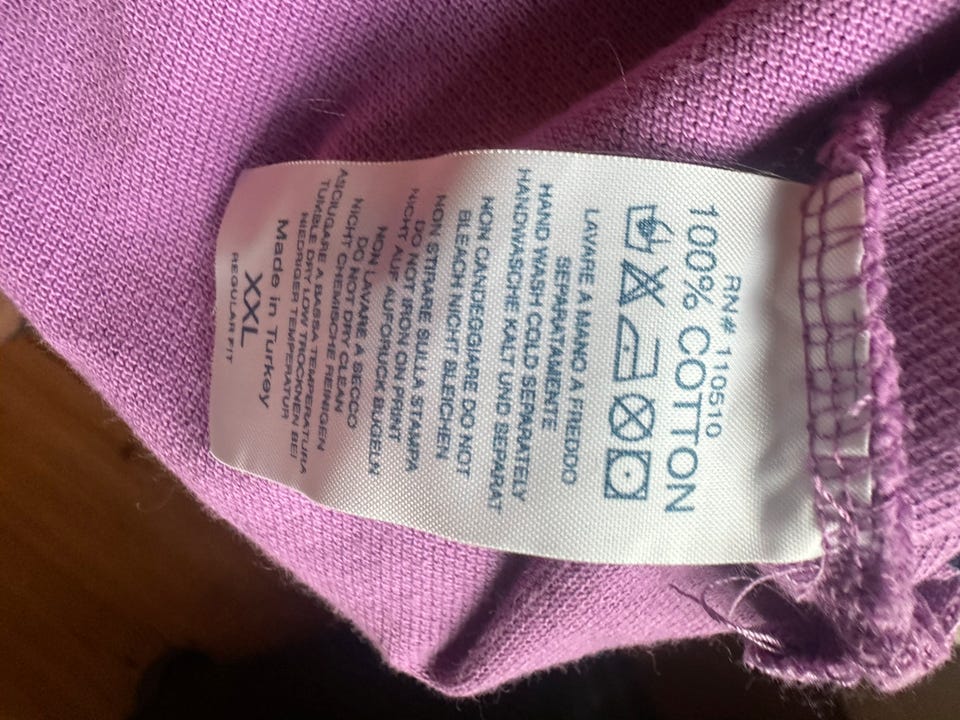 RN# 110510
100% COTTON
LAVARE A MANO A FREDDO
SEPARATAMENTE
HAND WASH COLD SEPARATELY
HANDWASCHE KALT UND SEPARAT
NON CANDEGGIARE DO NOT
BLEACH NICHT BLEICHEN
NON STIRARE SULLA STAMPA
DO NOT IRON ON PRINT
NICHT AUF AUFDRUCK BUGELN
NON LAVARE A SECCO
DO NOT DRY CLEAN
NICHT CHEMISCHE REINIGEN
ASCIUGARE A BASSA TEMPERATURA
TUMBLE DRY LOW TROCKNEN BEI
NIEDRIGER TEMPERATUR
Made in Turkey
XXL
REGULAR FIT